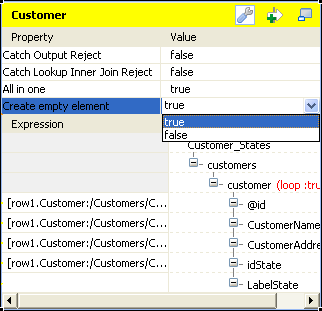 Customer
Property Value
Catch Output Reject false
Catch Lookup Inner Join Reject false
All in one true
Create empty element true
true
false
Expression
Customer_States
customers
customer (loop :true
[row1.Customer:/Customers/C... @id
[row1.Customer:/Customers/C... CustomerName
[row1.Customer:/Customers/C... CustomerAddre
[row1.Customer:/Customers/C... idState
LabelState